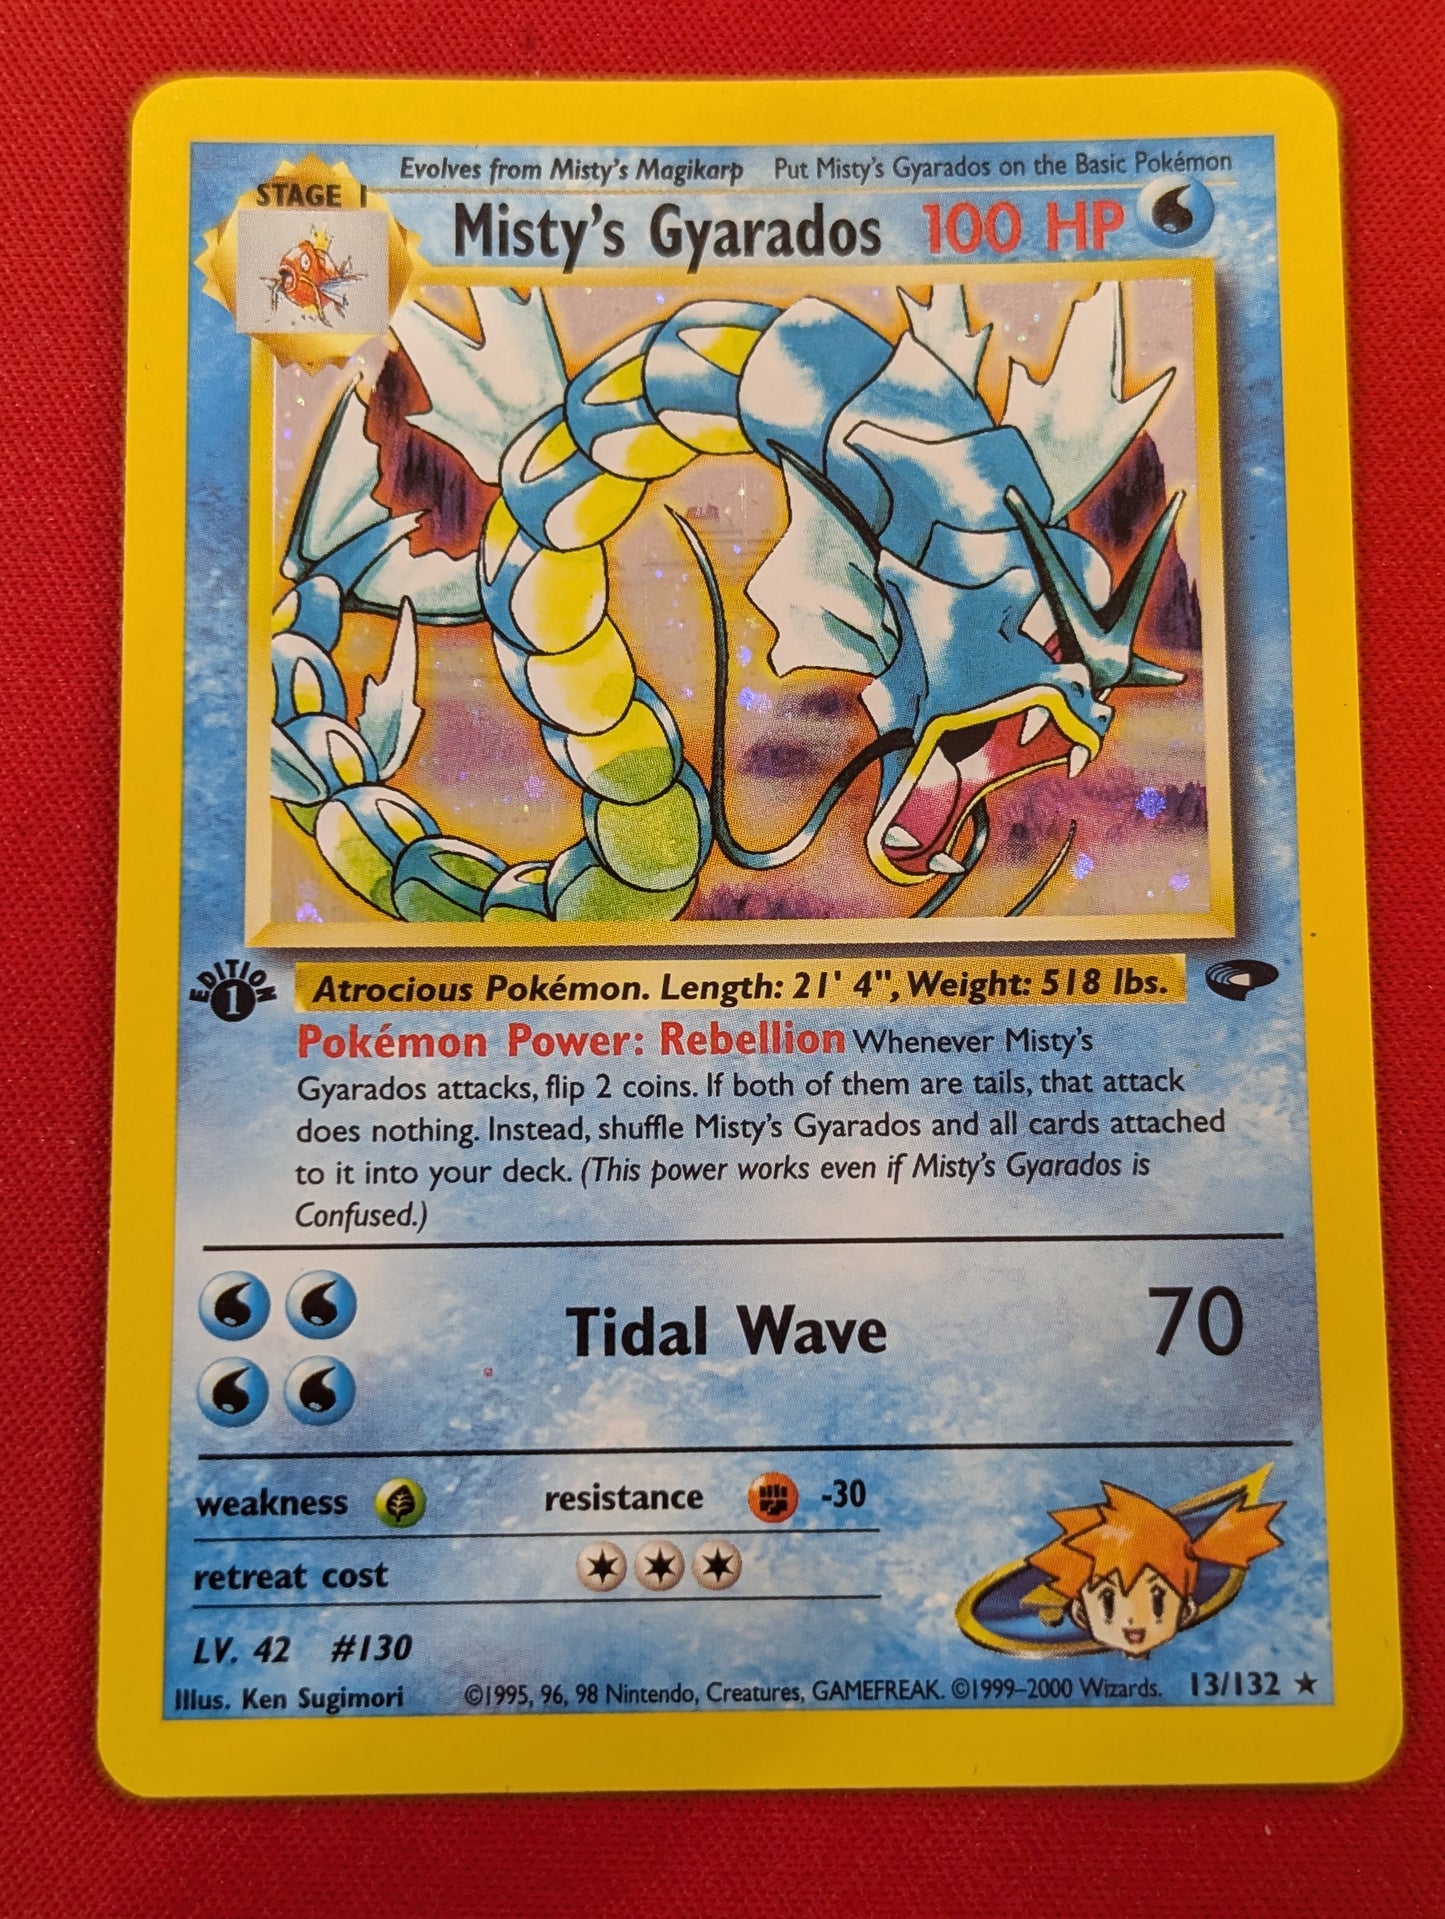 Evolves from Misty's Magikarp Put Misty's Gyarados on the Basic Pokémon
STAGE 1
Misty's Gyarados 100 HP
EDITION
1
Atrocious Pokémon. Length: 21' 4", Weight: 518 lbs.
Pokémon Power: Rebellion Whenever Misty's
Gyarados attacks, flip 2 coins. If both of them are tails, that attack
does nothing. Instead, shuffle Misty's Gyarados and all cards attached
to it into your deck. (This power works even if Misty's Gyarados is
Confused.)
Tidal Wave 70
weakness resistance -30
retreat cost
LV. 42 #130
Illus. Ken Sugimori ©1995, 96, 98 Nintendo, Creatures, GAMEFREAK. ©1999–2000 Wizards. 13/132 ★